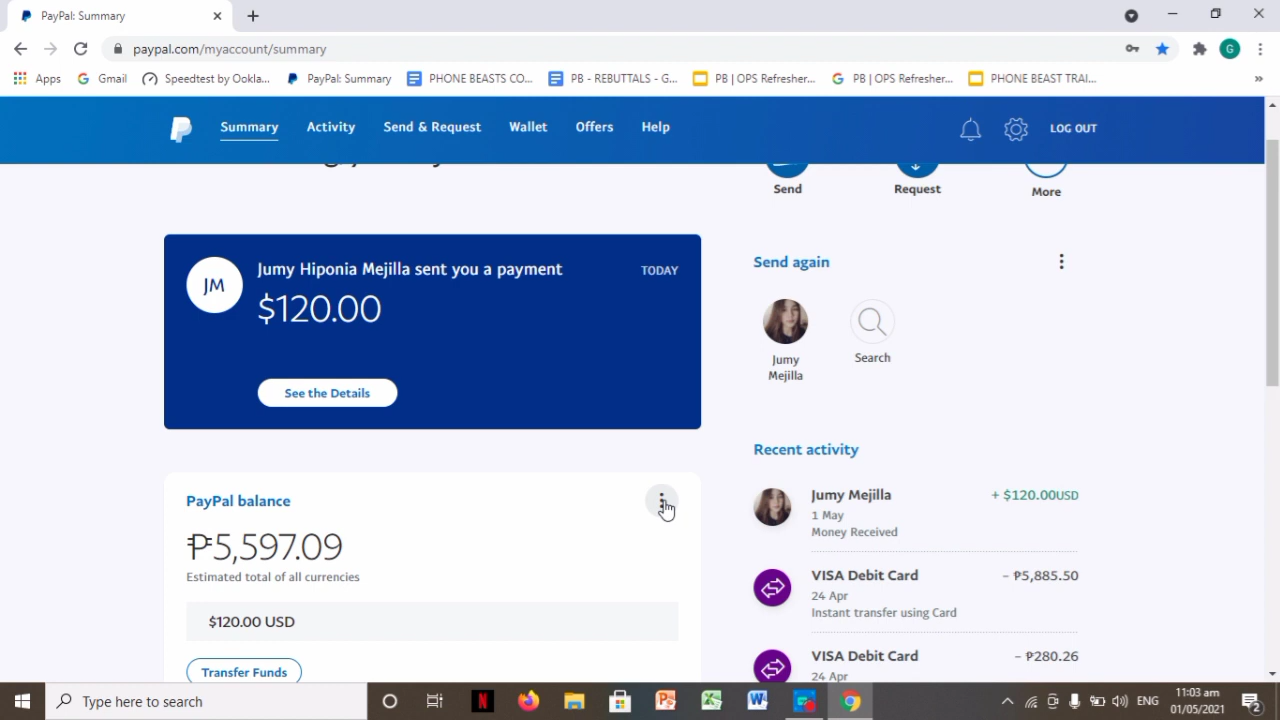 PayPal: Summary
paypal.com/myaccount/summary
G
Apps
Gmail
Speedtest by Ookla...
PayPal: Summary
PHONE BEASTS CO...
PB - REBUTTALS - G...
PB | OPS Refresher...
PB | OPS Refresher...
PHONE BEAST TRAI...
»
Summary
Activity
Send & Request
Wallet
Offers
Help
LOG OUT
Send
Request
More
JM
Jumy Hiponia Mejilla sent you a payment
TODAY
$120.00
See the Details
Send again
Jumy
Mejilla
Search
PayPal balance
₱5,597.09
Estimated total of all currencies
$120.00 USD
Transfer Funds
Recent activity
Jumy Mejilla
+ $120.00USD
1 May
Money Received
VISA Debit Card
− ₱5,885.50
24 Apr
Instant transfer using Card
VISA Debit Card
− ₱280.26
24 Apr
Type here to search
ENG
11:03 am
01/05/2021
2